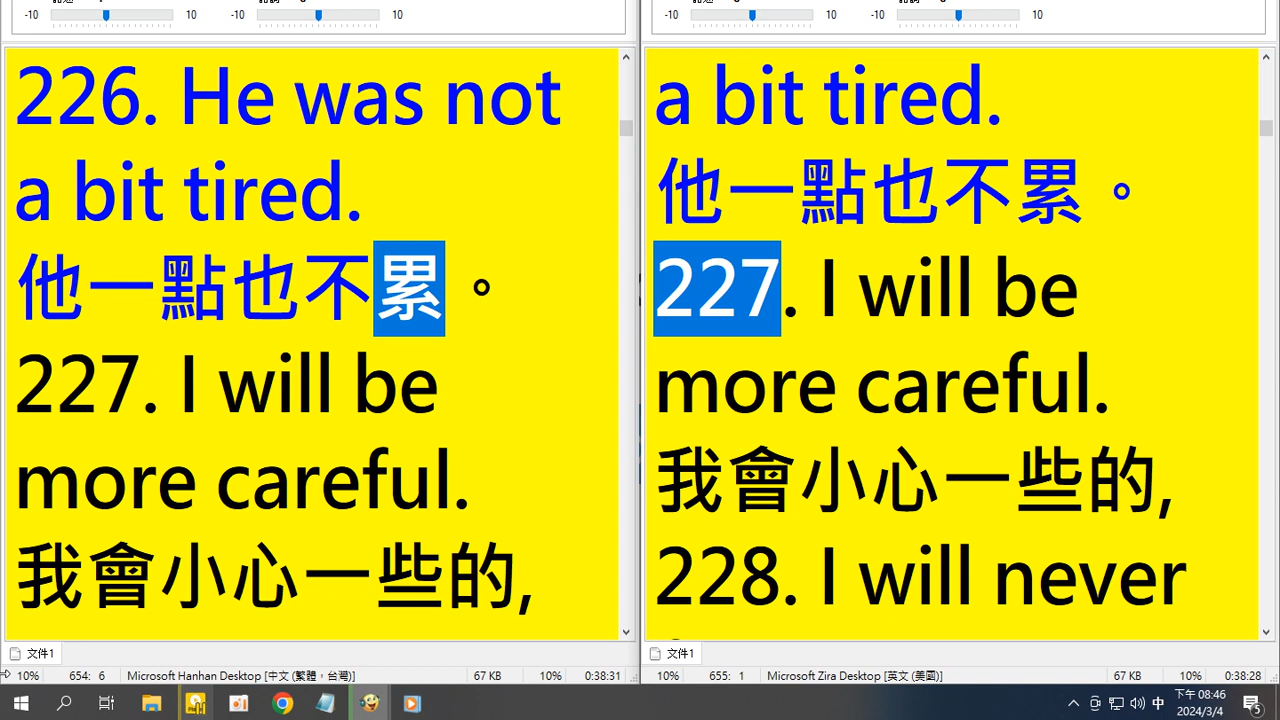 -10 10 -10 10
226. He was not
a bit tired.
他一點也不累。
227. I will be
more careful.
我會小心一些的,
文件1
10% 654: 6 Microsoft Hanhan Desktop [中文 (繁體，台灣)] 67 KB 10% 0:38:31
-10 10 -10 10
a bit tired.
他一點也不累。
227. I will be
more careful.
我會小心一些的,
228. I will never
文件1
10% 655: 1 Microsoft Zira Desktop [英文 (美國)] 67 KB 10% 0:38:28
中
下午 08:46
2024/3/4
5